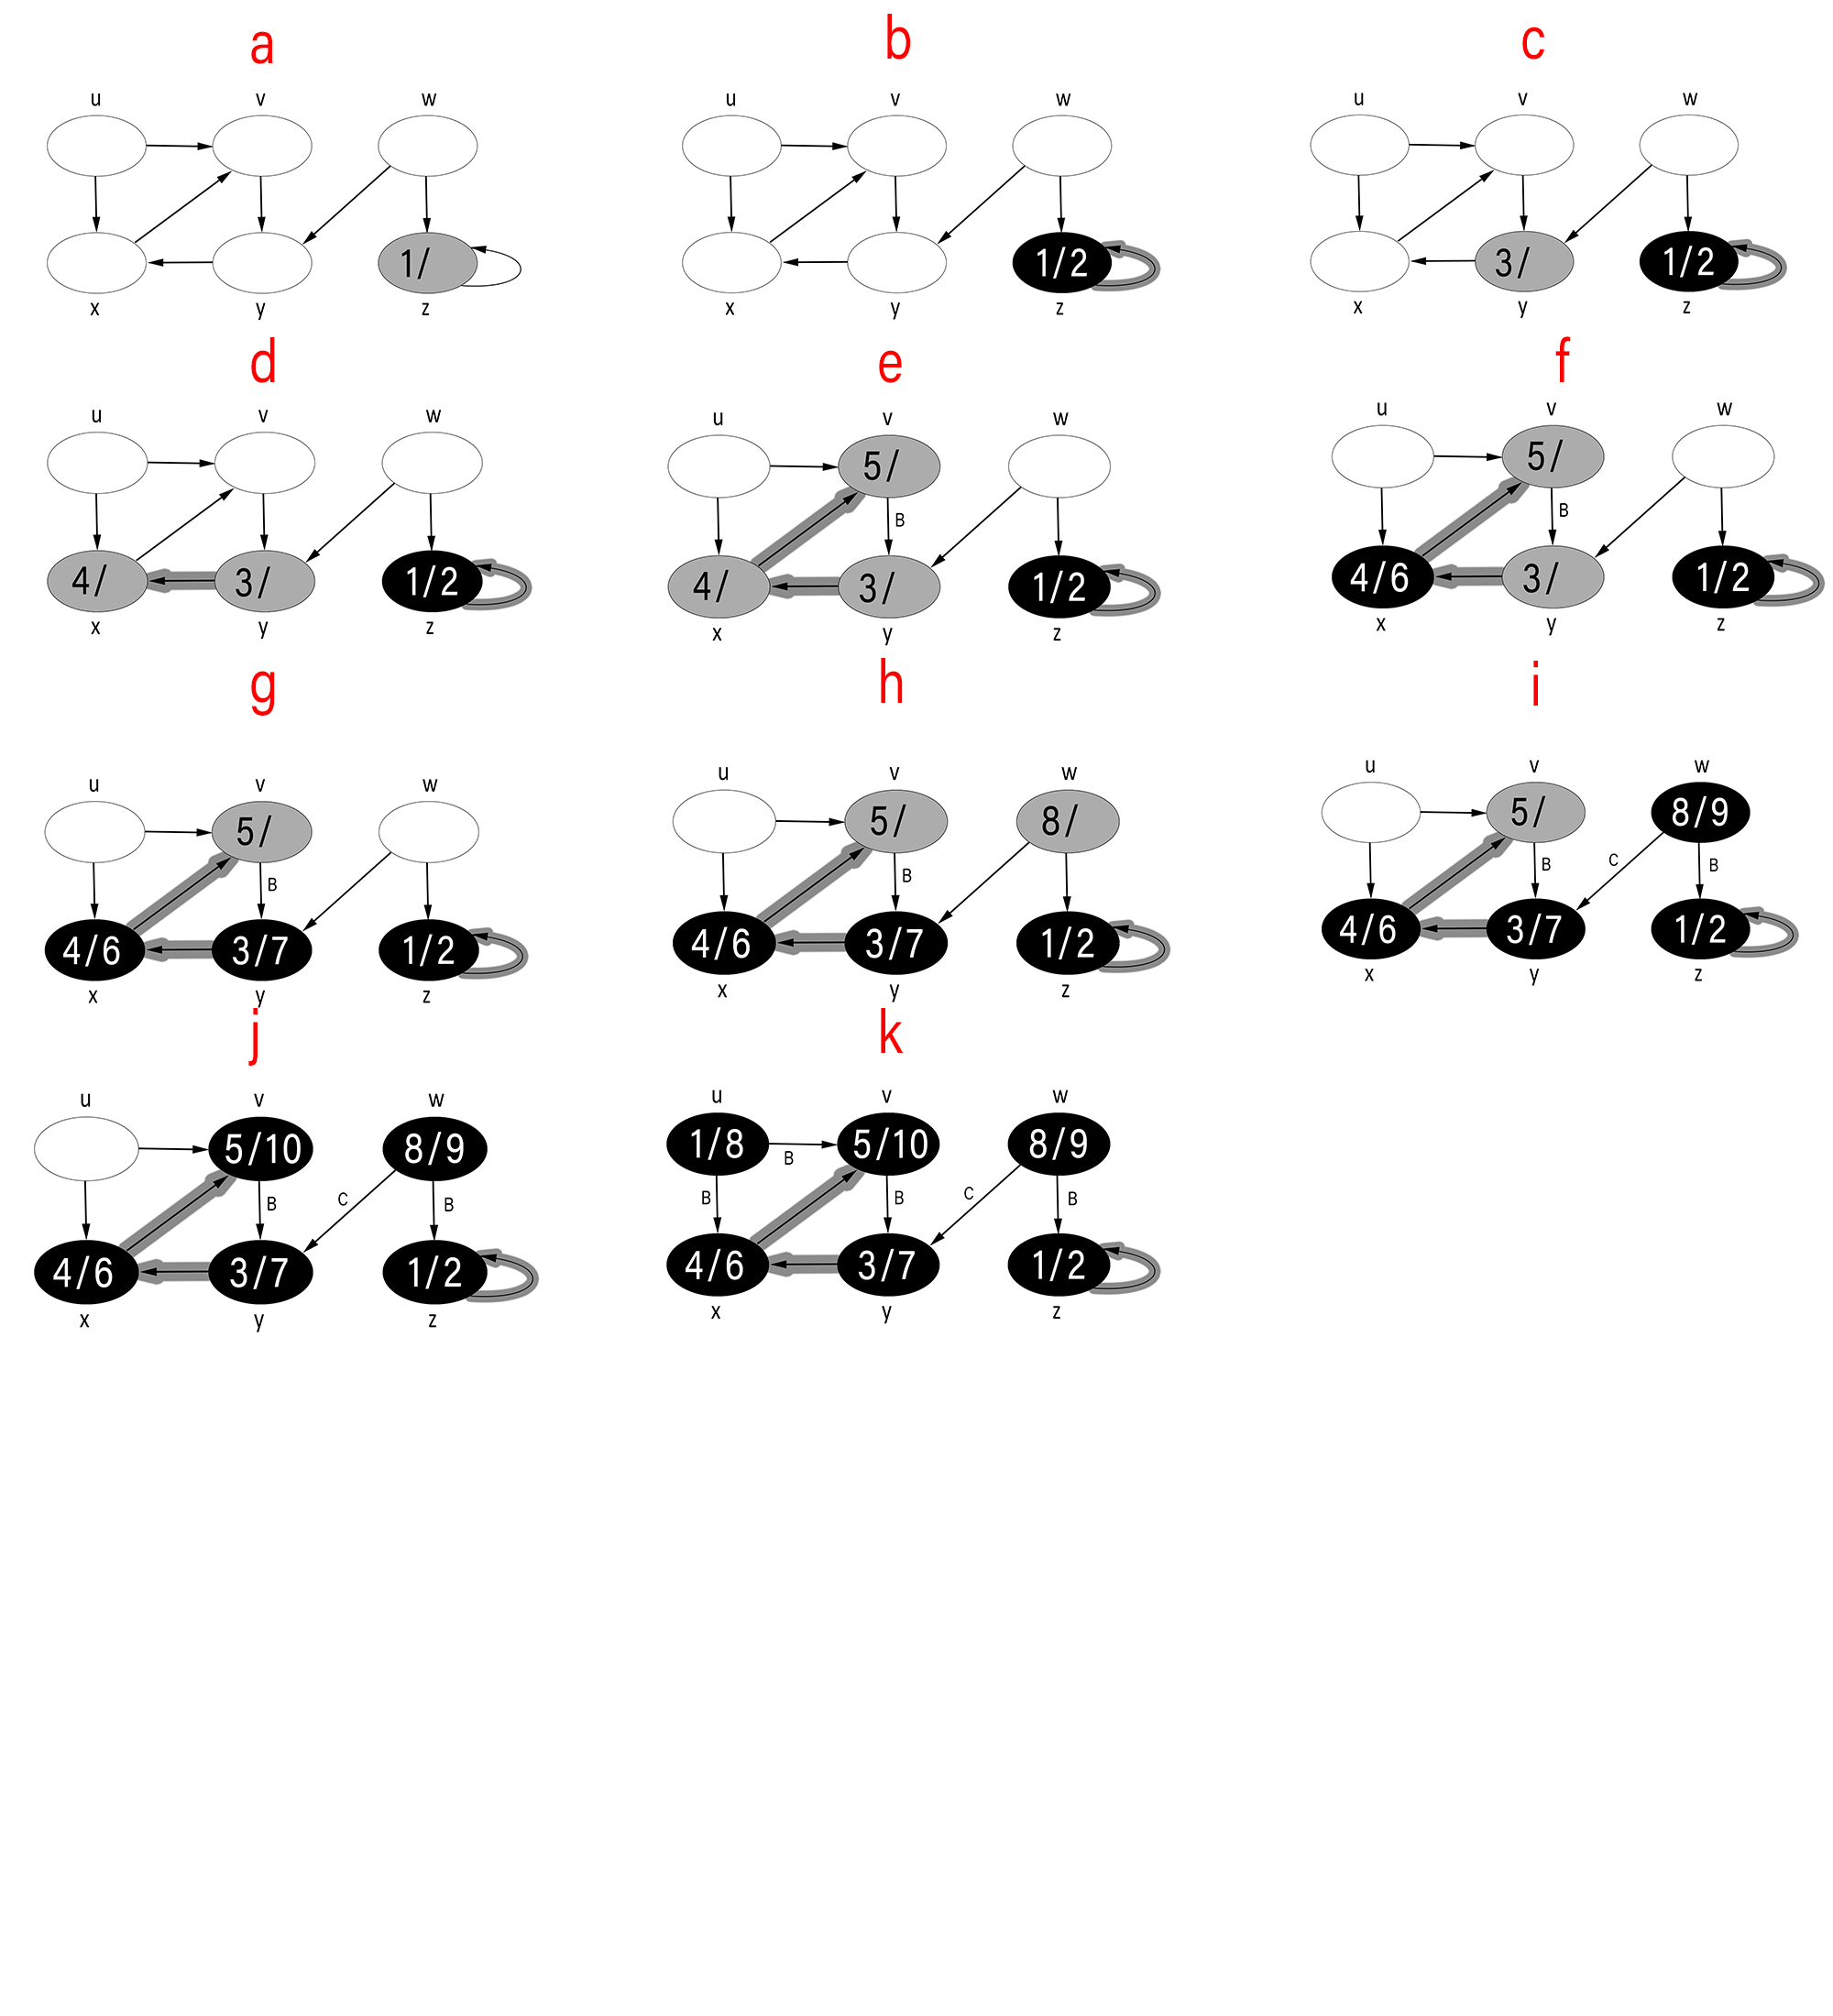 a b c
u v w u v w u v w
1/ 1/2 3/ 1/2
x y z x y z x y z
d e f
u v w u v w u v w
5/ 5/
B B
4/ 3/ 1/2 4/ 3/ 1/2 4/6 3/ 1/2
x y z x y z x y z
g h i
u v w u v w u v w
5/ 5/ 8/ 5/ 8/9
B B B C B
4/6 3/7 1/2 4/6 3/7 1/2 4/6 3/7 1/2
x y z x y z x y z
j k
u v w u v w
5/10 8/9 1/8 B 5/10 8/9
B C B B B C B
4/6 3/7 1/2 4/6 3/7 1/2
x y z x y z